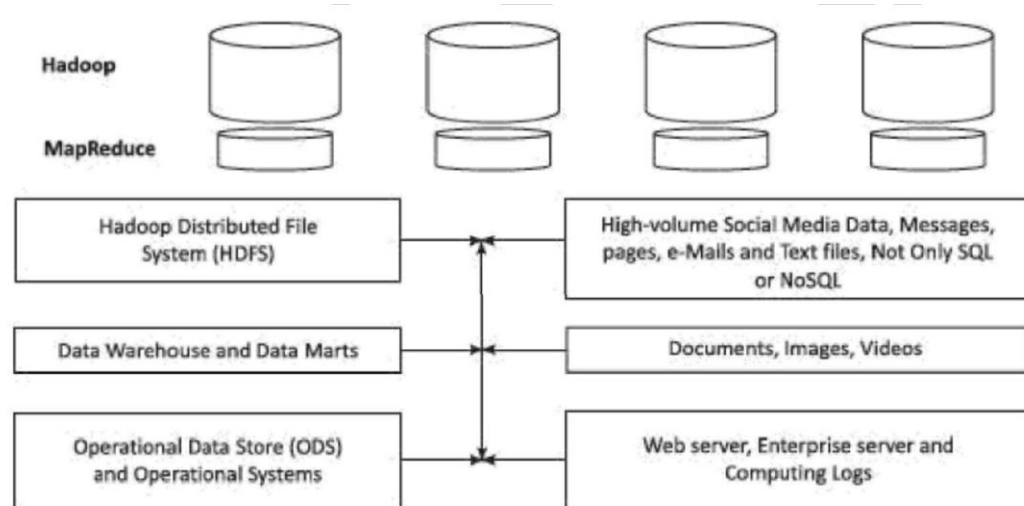 Hadoop
MapReduce
Hadoop Distributed File
System (HDFS)
High-volume Social Media Data, Messages,
pages, e-Mails and Text files, Not Only SQL
or NoSQL
Data Warehouse and Data Marts
Documents, Images, Videos
Operational Data Store (ODS)
and Operational Systems
Web server, Enterprise server and
Computing Logs